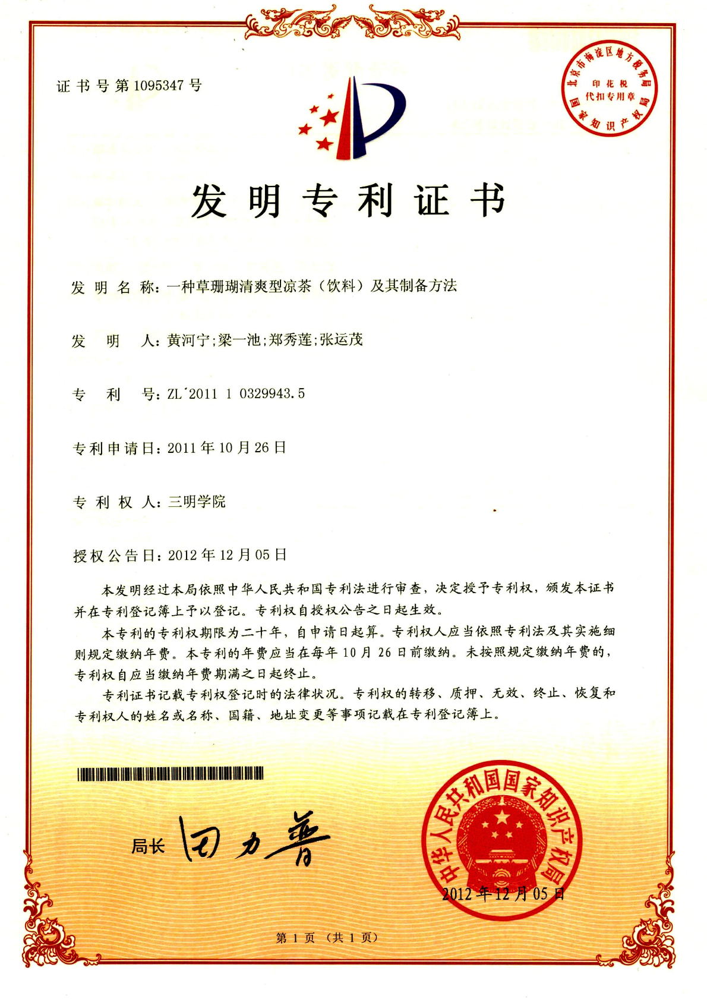 证书号第1095347号
北京市海淀区地方税务局
印花税
代扣专用章
国家知识产权局
发明专利证书
发明名称：一种草珊瑚清爽型凉茶（饮料）及其制备方法
发明人：黄河宁;梁一池;郑秀莲;张运茂
专利号：ZL 2011 1 0329943.5
专利申请日：2011年10月26日
专利权人：三明学院
授权公告日：2012年12月05日
本发明经过本局依照中华人民共和国专利法进行审查，决定授予专利权，颁发本证书
并在专利登记簿上予以登记。专利权自授权公告之日起生效。
本专利的专利权期限为二十年，自申请日起算。专利权人应当依照专利法及其实施细
则规定缴纳年费。本专利的年费应当在每年10月26日前缴纳。未按照规定缴纳年费的，
专利权自应当缴纳年费期满之日起终止。
专利证书记载专利权登记时的法律状况。专利权的转移、质押、无效、终止、恢复和
专利权人的姓名或名称、国籍、地址变更等事项记载在专利登记簿上。
局长 田力普
中华人民共和国国家知识产权局
2012年12月05日
第1页（共1页）